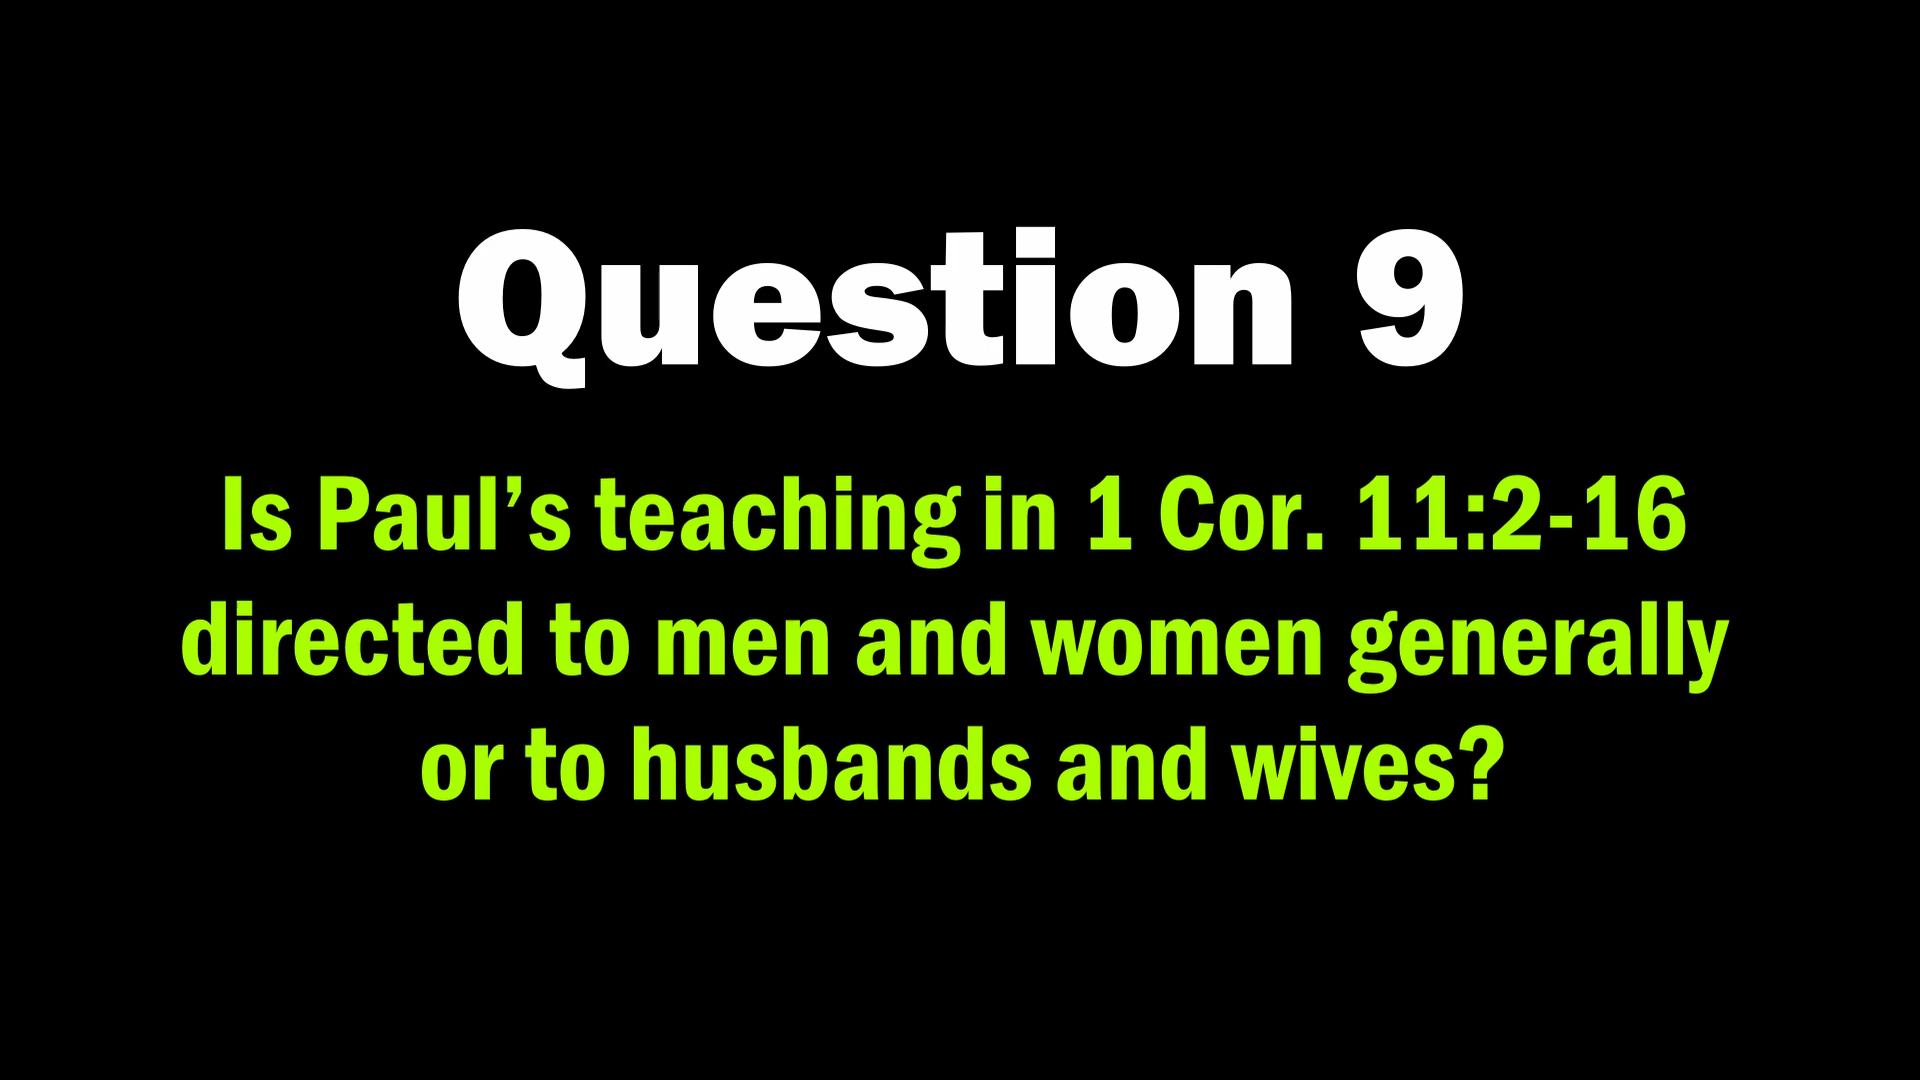 Question 9
Is Paul’s teaching in 1 Cor. 11:2-16
directed to men and women generally
or to husbands and wives?